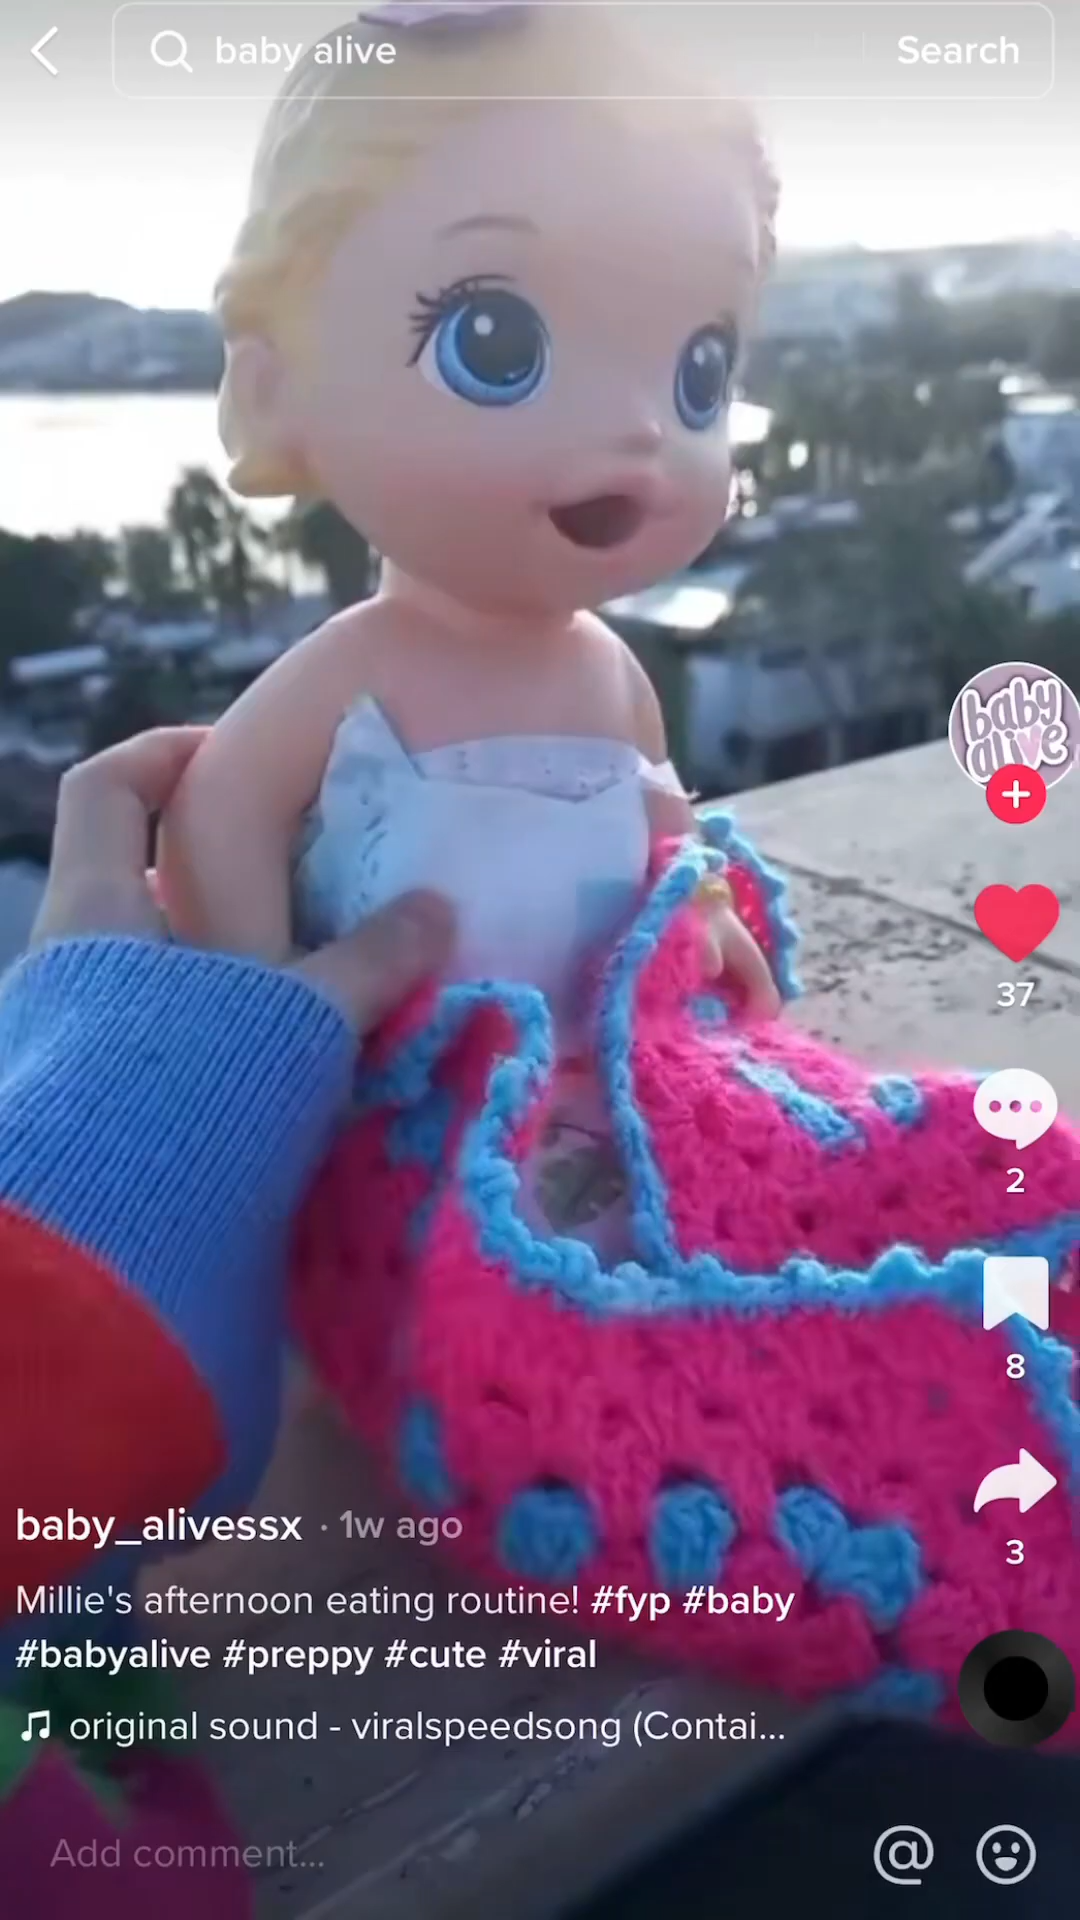 baby alive
Search
baby
alive
37
2
8
3
baby_alivessx · 1w ago
Millie's afternoon eating routine! #fyp #baby
#babyalive #preppy #cute #viral
original sound - viralspeedsong (Contai...
Add comment...